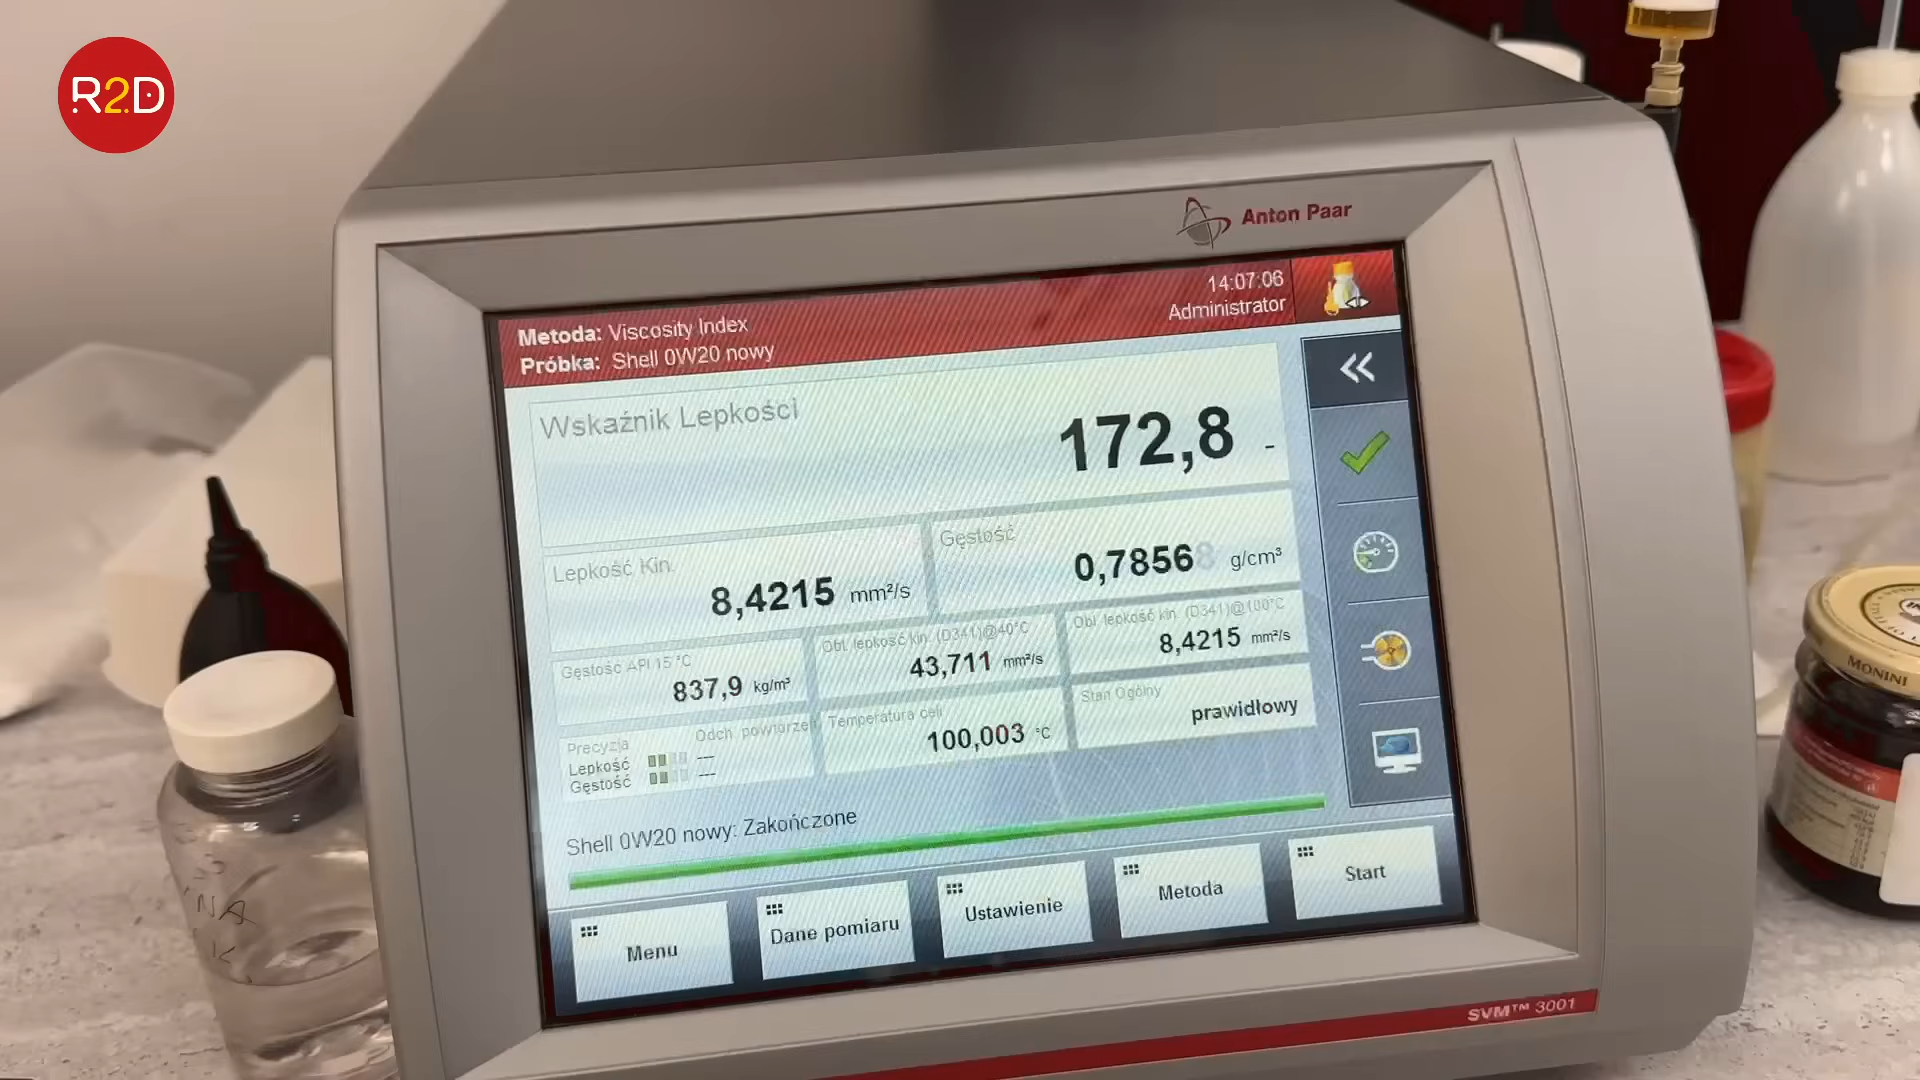 R2D
Anton Paar
14:07:06
Administrator
Metoda: Viscosity Index
Próbka: Shell 0W20 nowy
Wskaźnik Lepkości
172,8 -
Lepkość Kin.
8,4215 mm²/s
Gęstość
0,78568 g/cm³
Gęstość API 15 °C
837,9 kg/m³
Obl. lepkość kin. (D341)@40°C
43,711 mm²/s
Obl. lepkość kin. (D341)@100°C
8,4215 mm²/s
Precyzja
Odch. powtórzeń
Lepkość ---
Gęstość ---
Temperatura celi
100,003 °C
Stan Ogólny
prawidłowy
Shell 0W20 nowy: Zakończone
Menu
Dane pomiaru
Ustawienie
Metoda
Start
SVM™ 3001
MONINI